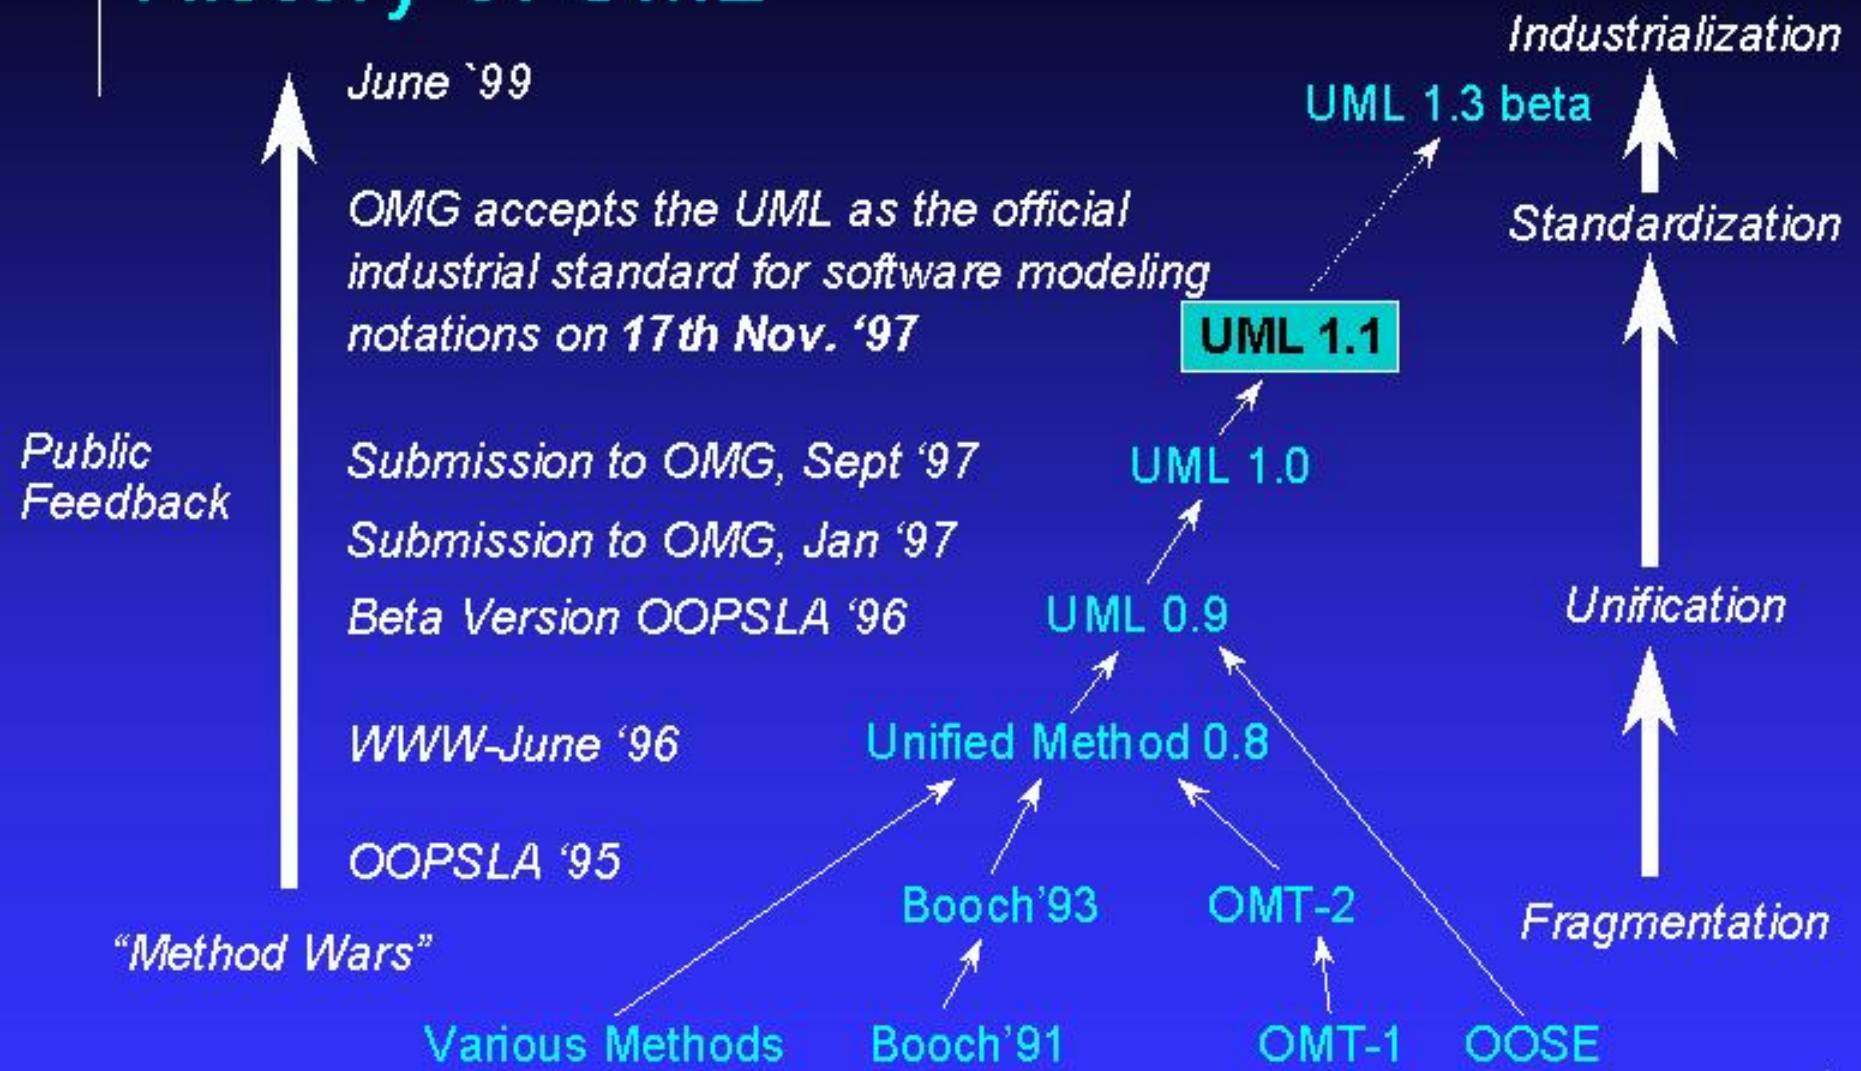 History of UML
Industrialization
June `99
UML 1.3 beta
OMG accepts the UML as the official
industrial standard for software modeling
notations on 17th Nov. ‘97
Standardization
UML 1.1
Public
Feedback
Submission to OMG, Sept ‘97
UML 1.0
Submission to OMG, Jan ‘97
Beta Version OOPSLA ‘96
UML 0.9
Unification
WWW-June ‘96
Unified Method 0.8
OOPSLA ‘95
Booch’93
OMT-2
Fragmentation
“Method Wars”
Various Methods
Booch’91
OMT-1
OOSE